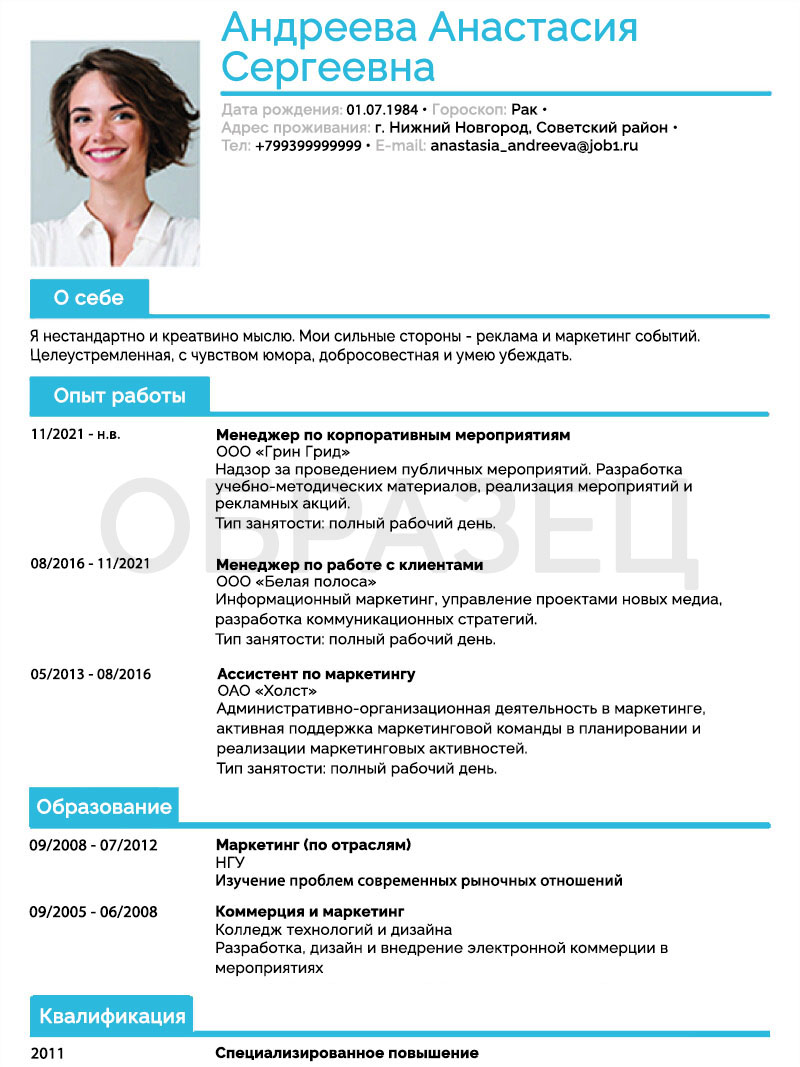 Андреева Анастасия
Сергеевна
Дата рождения: 01.07.1984 • Гороскоп: Рак •
Адрес проживания: г. Нижний Новгород, Советский район •
Тел: +799399999999 • E-mail: anastasia_andreeva@job1.ru
О себе
Я нестандартно и креатвино мыслю. Мои сильные стороны - реклама и маркетинг событий.
Целеустремленная, с чувством юмора, добросовестная и умею убеждать.
Опыт работы
11/2021 - н.в.
Менеджер по корпоративным мероприятиям
ООО «Грин Грид»
Надзор за проведением публичных мероприятий. Разработка
учебно-методических материалов, реализация мероприятий и
рекламных акций.
Тип занятости: полный рабочий день.
ОБРАЗЕЦ
08/2016 - 11/2021
Менеджер по работе с клиентами
ООО «Белая полоса»
Информационный маркетинг, управление проектами новых медиа,
разработка коммуникационных стратегий.
Тип занятости: полный рабочий день.
05/2013 - 08/2016
Ассистент по маркетингу
ОАО «Холст»
Административно-организационная деятельность в маркетинге,
активная поддержка маркетинговой команды в планировании и
реализации маркетинговых активностей.
Тип занятости: полный рабочий день.
Образование
09/2008 - 07/2012
Маркетинг (по отраслям)
НГУ
Изучение проблем современных рыночных отношений
09/2005 - 06/2008
Коммерция и маркетинг
Колледж технологий и дизайна
Разработка, дизайн и внедрение электронной коммерции в
мероприятиях
Квалификация
2011
Специализированное повышение